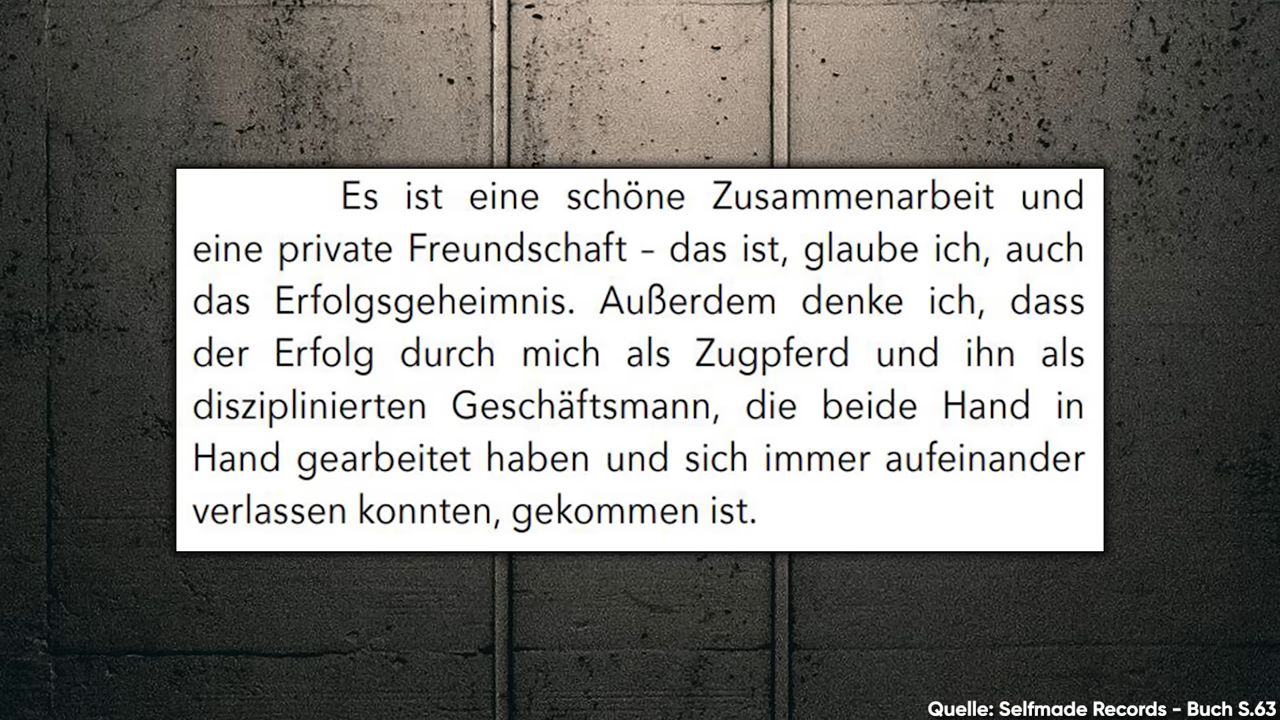 Es ist eine schöne Zusammenarbeit und
eine private Freundschaft – das ist, glaube ich, auch
das Erfolgsgeheimnis. Außerdem denke ich, dass
der Erfolg durch mich als Zugpferd und ihn als
disziplinierten Geschäftsmann, die beide Hand in
Hand gearbeitet haben und sich immer aufeinander
verlassen konnten, gekommen ist.
Quelle: Selfmade Records - Buch S.63